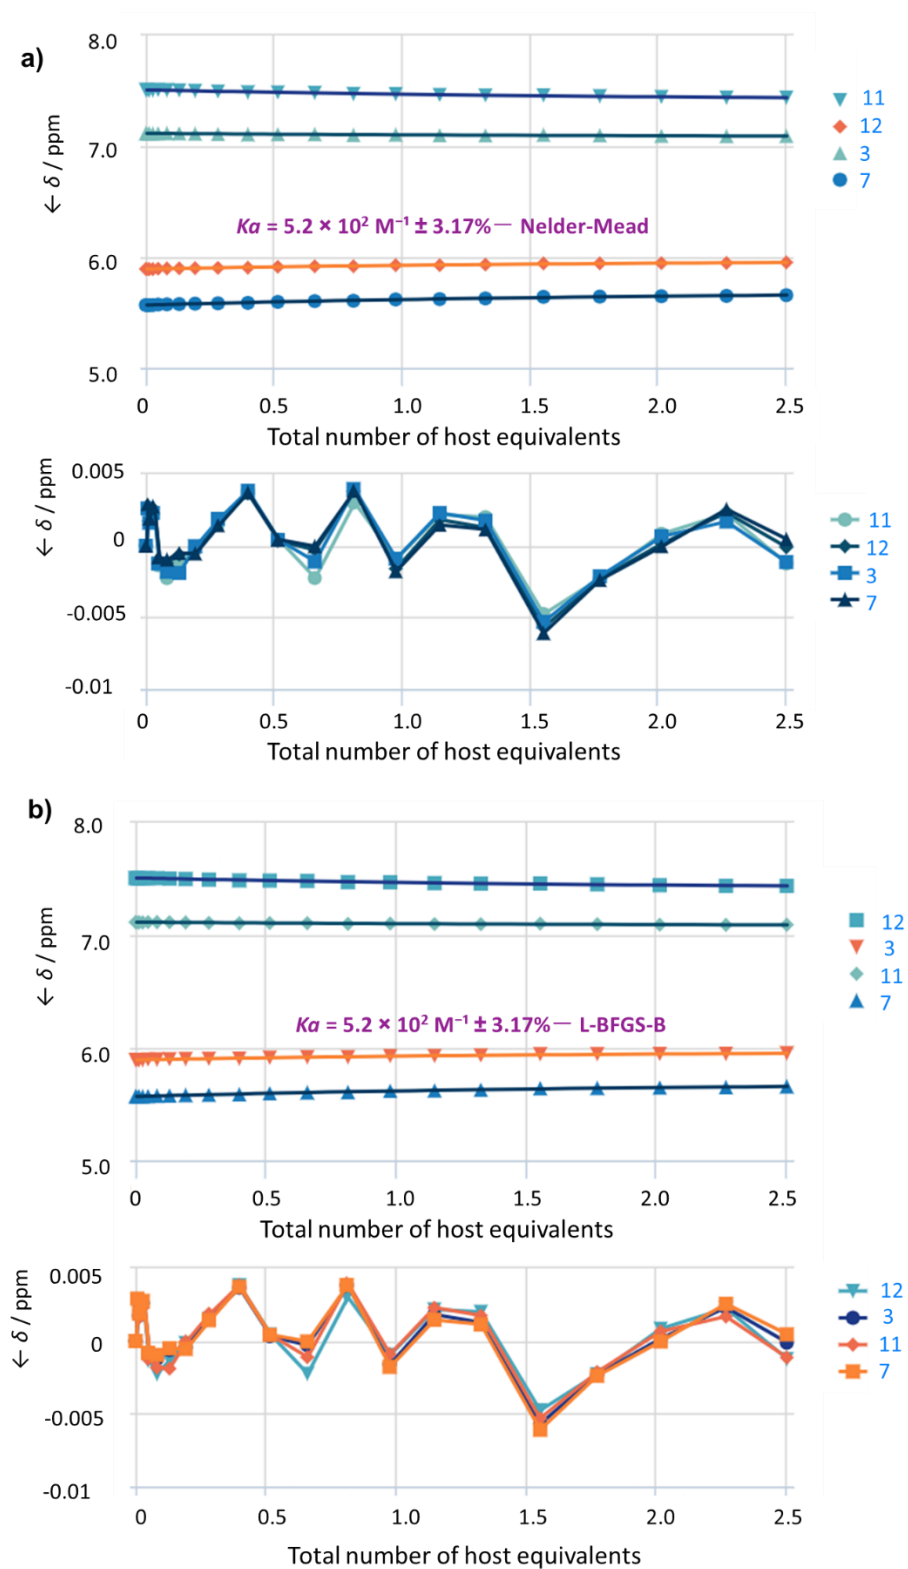 a)
8.0
7.0
6.0
5.0
← δ / ppm
Ka = 5.2 × 10² M⁻¹ ± 3.17%— Nelder-Mead
11
12
3
7
0 0.5 1.0 1.5 2.0 2.5
Total number of host equivalents
0.005
0
-0.005
-0.01
← δ / ppm
11
12
3
7
0 0.5 1.0 1.5 2.0 2.5
Total number of host equivalents
b)
8.0
7.0
6.0
5.0
← δ / ppm
Ka = 5.2 × 10² M⁻¹ ± 3.17%— L-BFGS-B
12
3
11
7
0 0.5 1.0 1.5 2.0 2.5
Total number of host equivalents
0.005
0
-0.005
-0.01
← δ / ppm
12
3
11
7
0 0.5 1.0 1.5 2.0 2.5
Total number of host equivalents